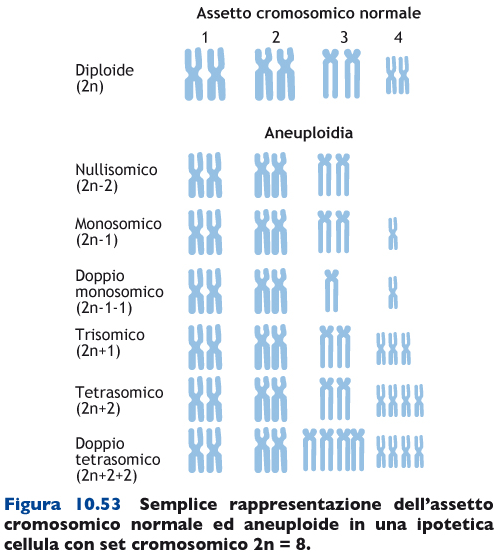 Assetto cromosomico normale
1 2 3 4
Diploide
(2n)
Aneuploidia
Nullisomico
(2n-2)
Monosomico
(2n-1)
Doppio
monosomico
(2n-1-1)
Trisomico
(2n+1)
Tetrasomico
(2n+2)
Doppio
tetrasomico
(2n+2+2)
Figura 10.53 Semplice rappresentazione dell’assetto
cromosomico normale ed aneuploide in una ipotetica
cellula con set cromosomico 2n = 8.